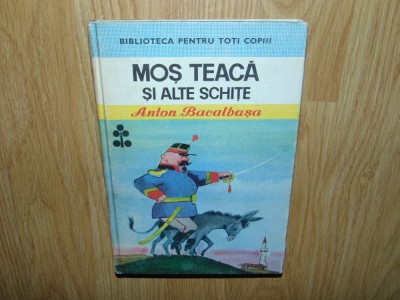 BIBLIOTECA PENTRU TOȚI COPIII
MOȘ TEACĂ
ȘI ALTE SCHIȚE
Anton Bacalbașa